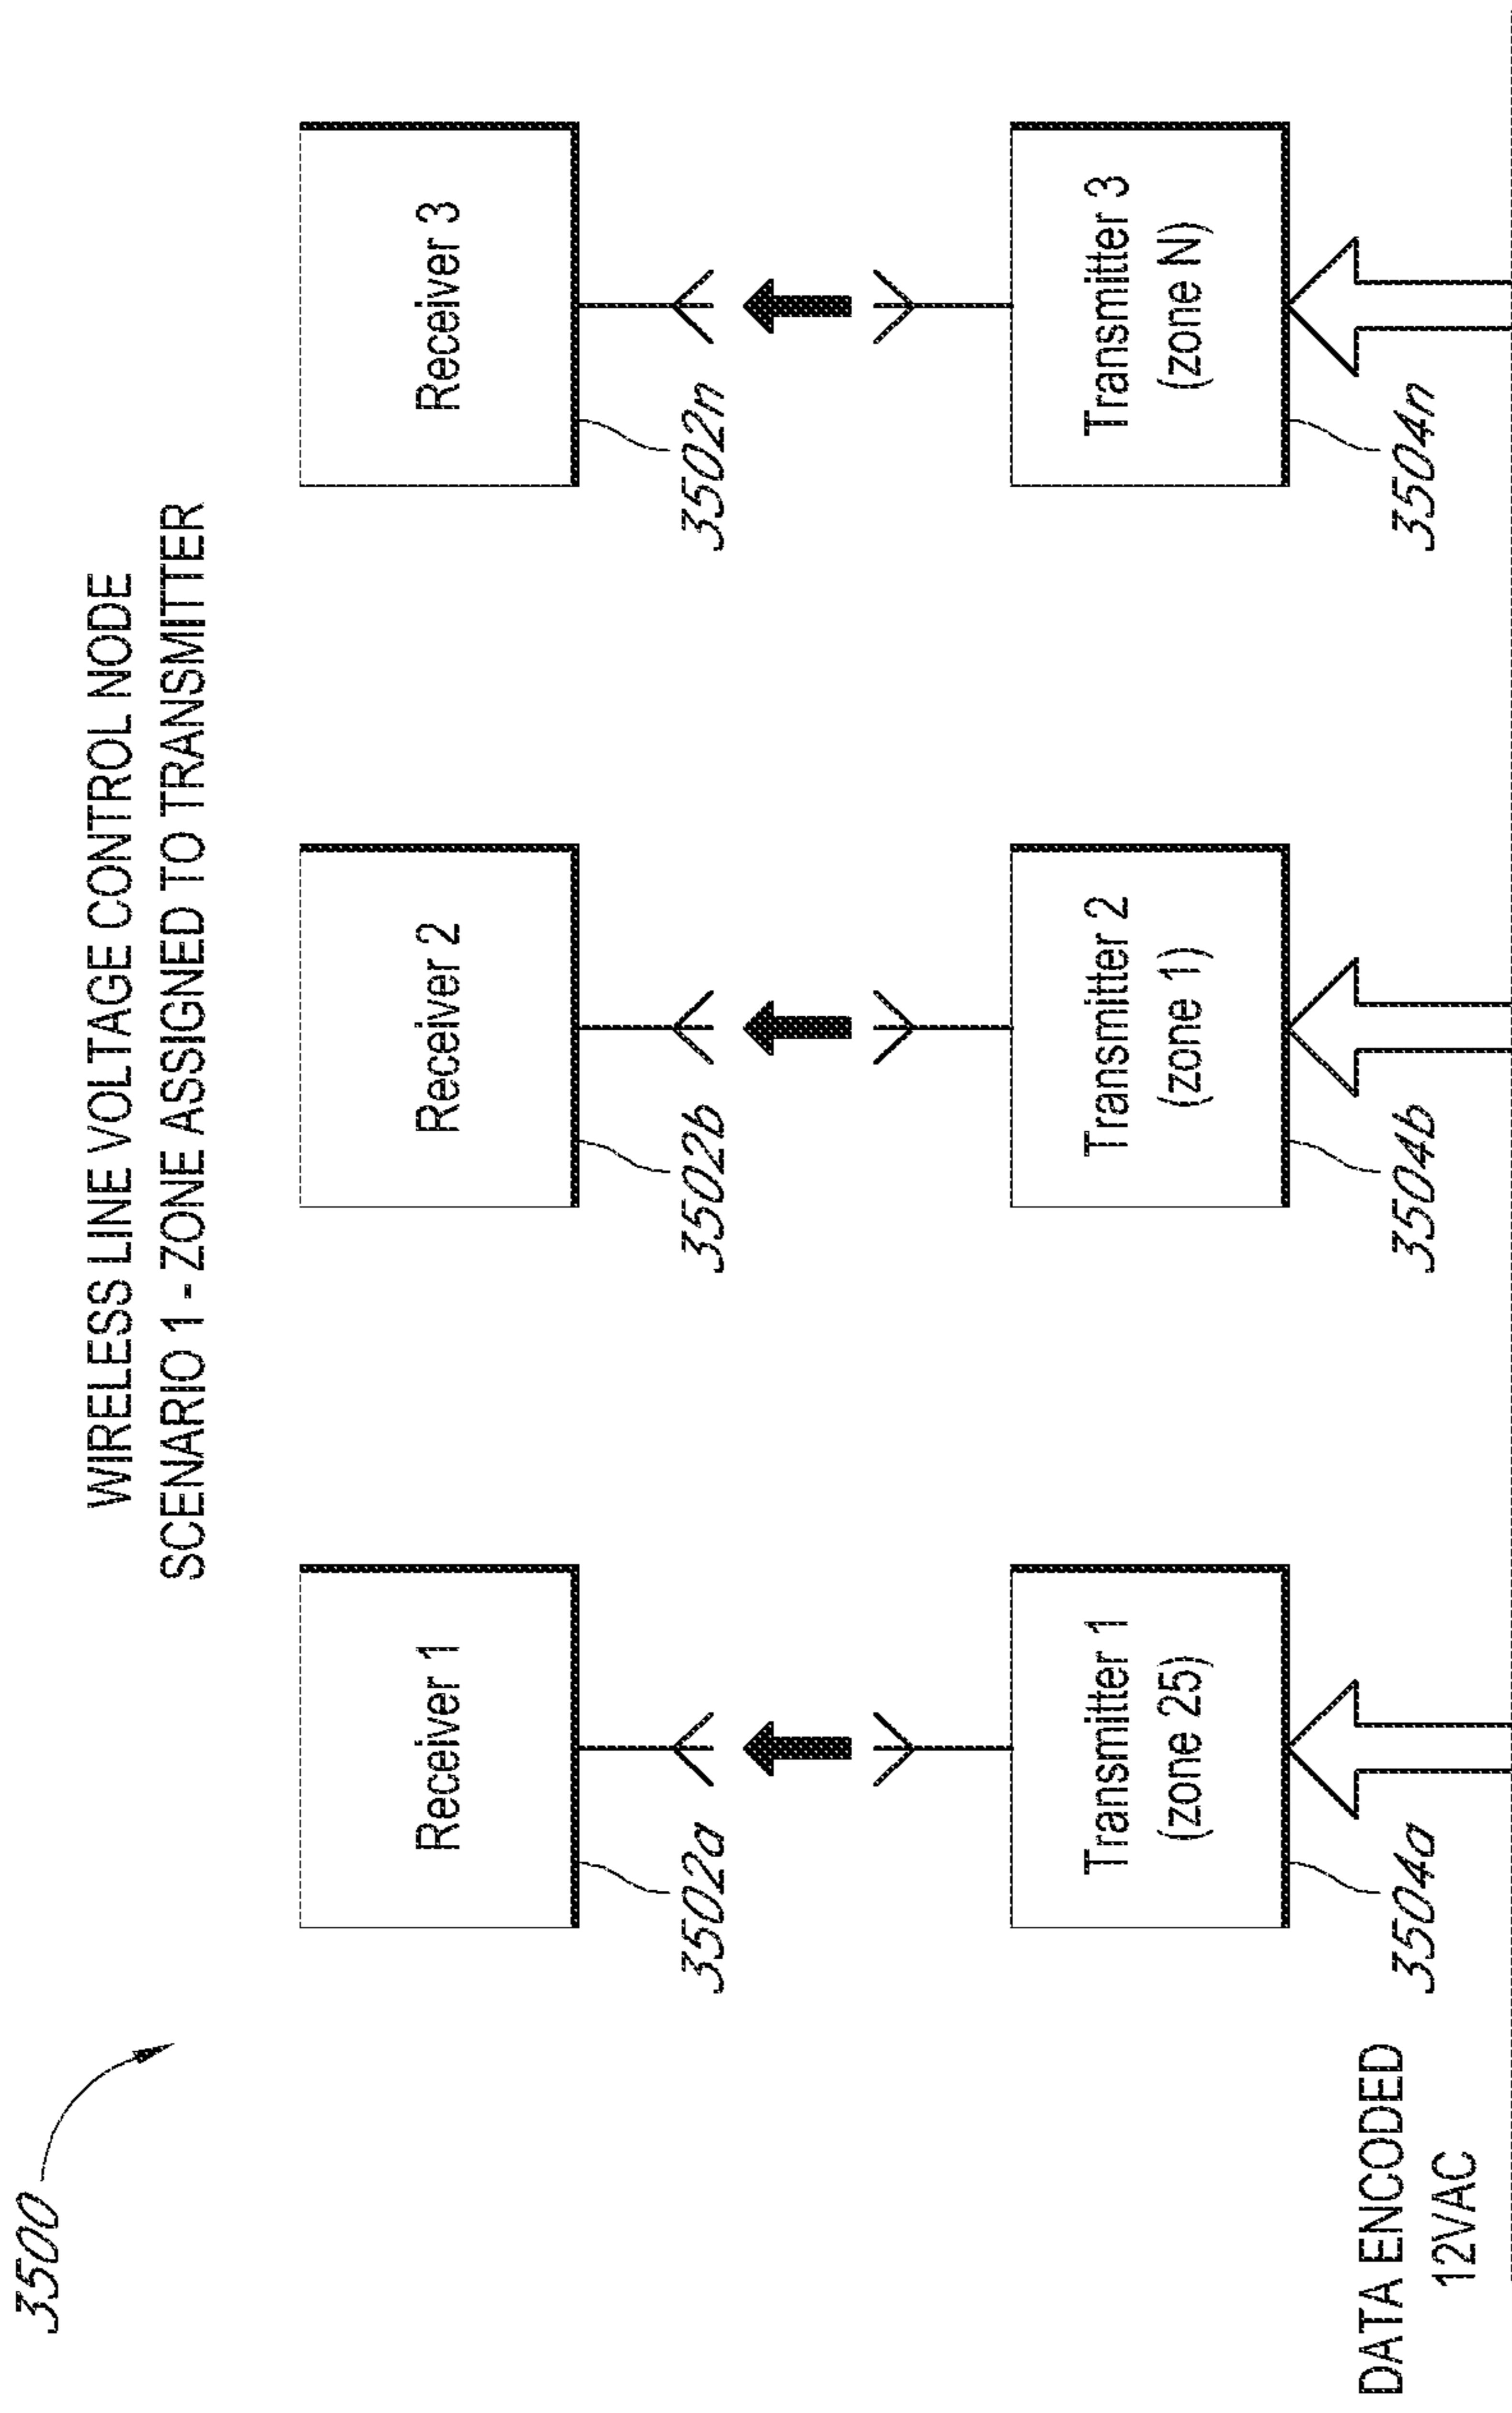 3500
WIRELESS LINE VOLTAGE CONTROL NODE
SCENARIO 1 - ZONE ASSIGNED TO TRANSMITTER
Receiver 1
Receiver 2
Receiver 3
3502a
3502b
3502n
Transmitter 1
(zone 25)
Transmitter 2
(zone 1)
Transmitter 3
(zone N)
3504a
3504b
3504n
DATA ENCODED
12VAC